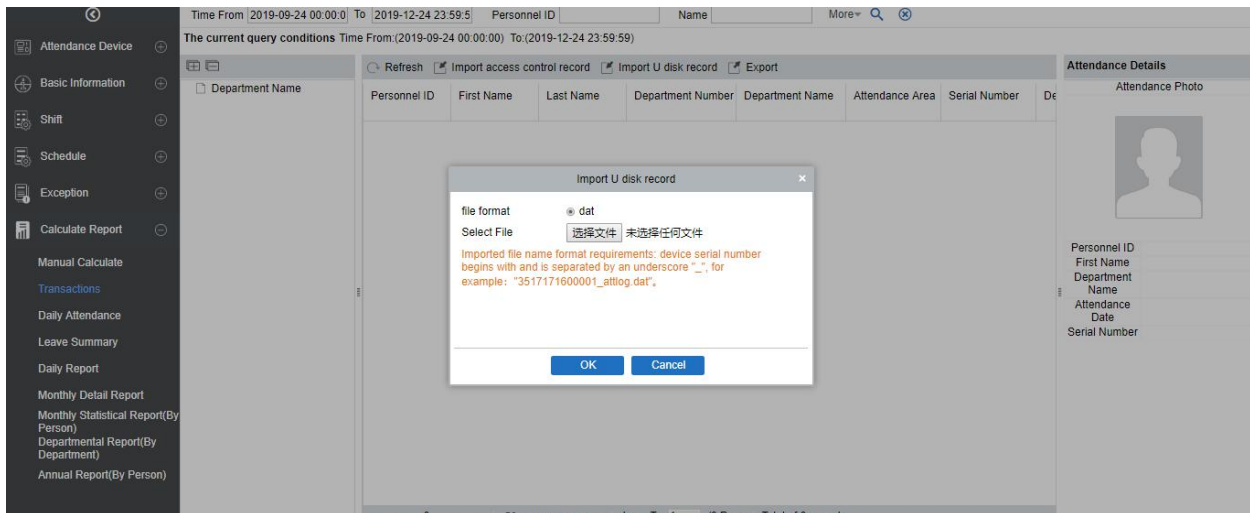 Time From 2019-09-24 00:00:0 To 2019-12-24 23:59:5 Personnel ID Name More
The current query conditions Time From:(2019-09-24 00:00:00) To:(2019-12-24 23:59:59)
Attendance Device
Basic Information
Shift
Schedule
Exception
Calculate Report
Manual Calculate
Transactions
Daily Attendance
Leave Summary
Daily Report
Monthly Detail Report
Monthly Statistical Report(By
Person)
Departmental Report(By
Department)
Annual Report(By Person)
Department Name
Refresh Import access control record Import U disk record Export
Personnel ID First Name Last Name Department Number Department Name Attendance Area Serial Number De
Import U disk record ×
file format dat
Select File 选择文件 未选择任何文件
Imported file name format requirements: device serial number
begins with and is separated by an underscore "_", for
example："3517171600001_attlog.dat"。
OK Cancel
Attendance Details
Attendance Photo
Personnel ID
First Name
Department
Name
Attendance
Date
Serial Number